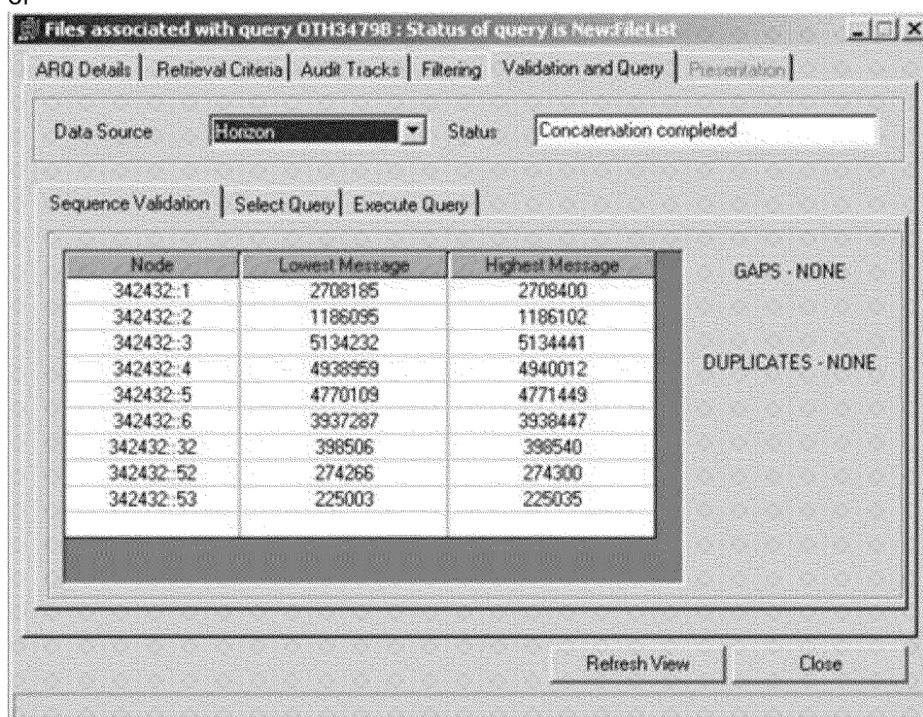 or
Files associated with query OTH34798 : Status of query is New:FileList
ARQ Details Retrieval Criteria Audit Tracks Filtering Validation and Query Presentation
Data Source Horizon Status Concatenation completed
Sequence Validation Select Query Execute Query
Node Lowest Message Highest Message
GAPS - NONE
342432::1 2708185 2708400
342432::2 1186095 1186102
342432::3 5134232 5134441
DUPLICATES - NONE
342432::4 4938959 4940012
342432::5 4770109 4771449
342432::6 3937287 3938447
342432::32 398506 398540
342432::52 274266 274300
342432::53 225003 225035
Refresh View Close